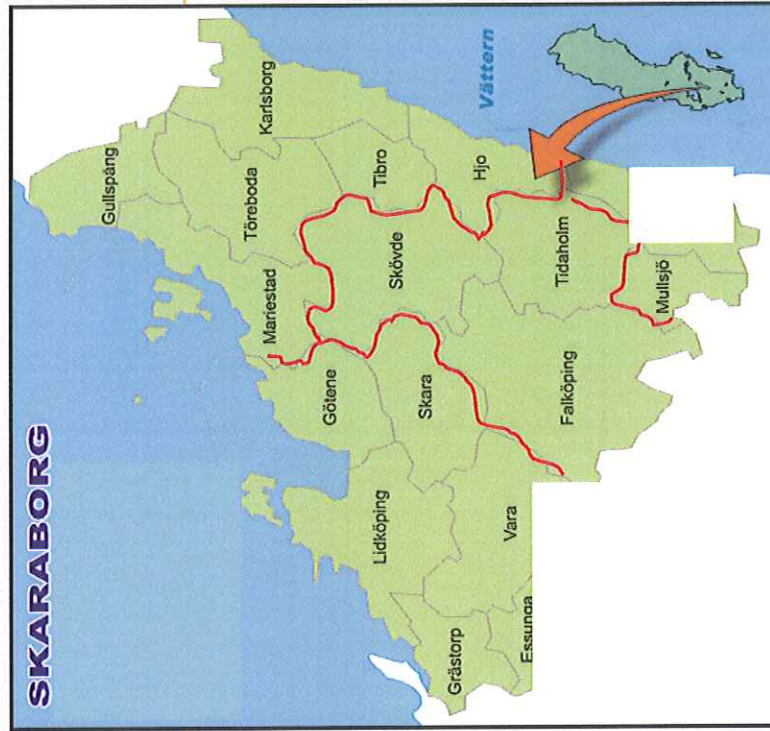 SKARABORG
Gullspång
Töreboda
Karlsborg
Mariestad
Tibro
Götene
Skövde
Hjo
Vättern
Lidköping
Skara
Tidaholm
Grästorp
Vara
Falköping
Essunga
Mullsjö